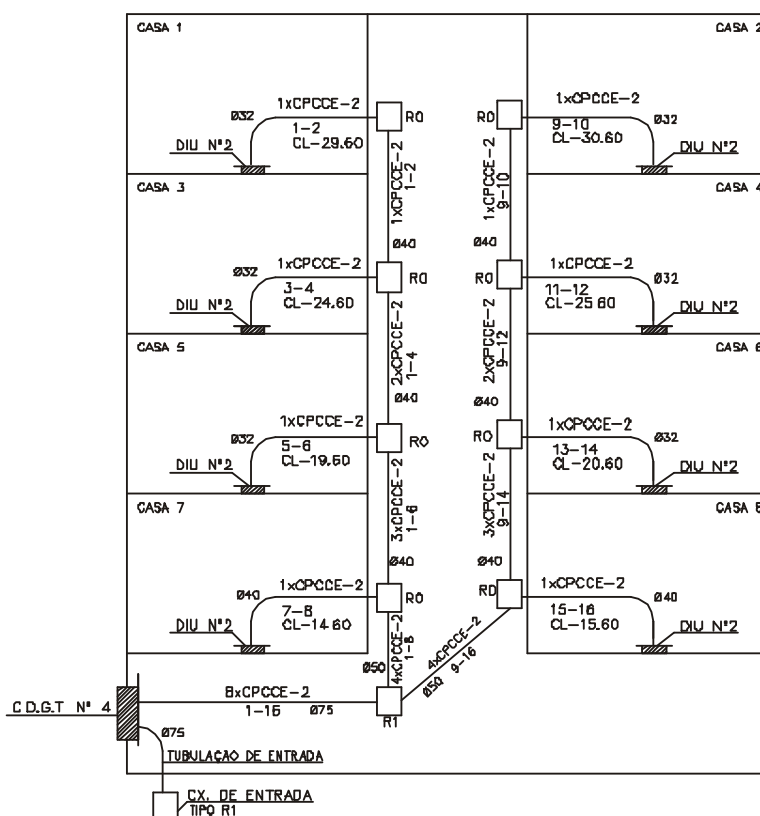 CASA 1
CASA 2
1xCPCCE-2
Ø32
1-2
CL-29.60
DIU Nº2
R0
1xCPCCE-2
9-10
CL-30.60
Ø32
DIU Nº2
R0
1xCPCCE-2
1-2
Ø40
1xCPCCE-2
9-10
Ø40
CASA 3
CASA 4
1xCPCCE-2
Ø32
3-4
CL-24.60
DIU Nº2
R0
1xCPCCE-2
11-12
CL-25 60
Ø32
DIU Nº2
R0
2xCPCCE-2
1-4
Ø40
2xCPCCE-2
9-12
Ø40
CASA 5
CASA 6
1xCPCCE-2
Ø32
5-6
CL-19.60
DIU Nº2
R0
1xCPCCE-2
13-14
CL-20.60
Ø32
DIU Nº2
R0
3xCPCCE-2
1-6
Ø40
3xCPCCE-2
9-14
Ø40
CASA 7
CASA 8
1xCPCCE-2
Ø40
7-8
CL-14.60
DIU Nº2
R0
1xCPCCE-2
15-16
CL-15.60
Ø40
DIU Nº2
R0
4xCPCCE-2
1-8
Ø50
4xCPCCE-2
Ø50 9-16
8xCPCCE-2
1-16 Ø75
R1
C D.G.T Nº 4
Ø75
TUBULAÇÃO DE ENTRADA
CX. DE ENTRADA
TIPO R1